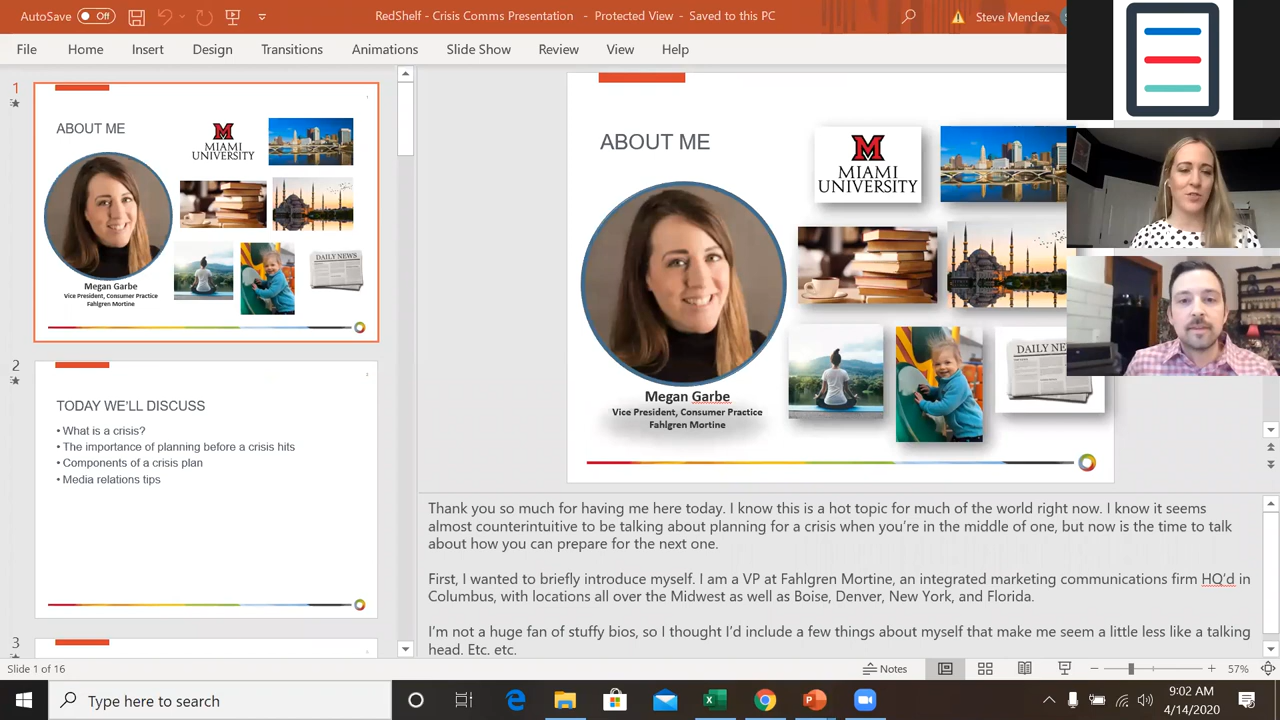 AutoSave Off
RedShelf - Crisis Comms Presentation - Protected View - Saved to this PC
Steve Mendez
File Home Insert Design Transitions Animations Slide Show Review View Help
1
ABOUT ME
M
MIAMI
UNIVERSITY
DAILY NEWS
Megan Garbe
Vice President, Consumer Practice
Fahlgren Mortine
2
TODAY WE'LL DISCUSS
• What is a crisis?
• The importance of planning before a crisis hits
• Components of a crisis plan
• Media relations tips
3
ABOUT ME
M
MIAMI
UNIVERSITY
DAILY NE
Megan Garbe
Vice President, Consumer Practice
Fahlgren Mortine
Thank you so much for having me here today. I know this is a hot topic for much of the world right now. I know it seems
almost counterintuitive to be talking about planning for a crisis when you're in the middle of one, but now is the time to talk
about how you can prepare for the next one.
First, I wanted to briefly introduce myself. I am a VP at Fahlgren Mortine, an integrated marketing communications firm HQ'd in
Columbus, with locations all over the Midwest as well as Boise, Denver, New York, and Florida.
I'm not a huge fan of stuffy bios, so I thought I'd include a few things about myself that make me seem a little less like a talking
head. Etc. etc.
Slide 1 of 16
Notes
57%
Type here to search
9:02 AM
4/14/2020